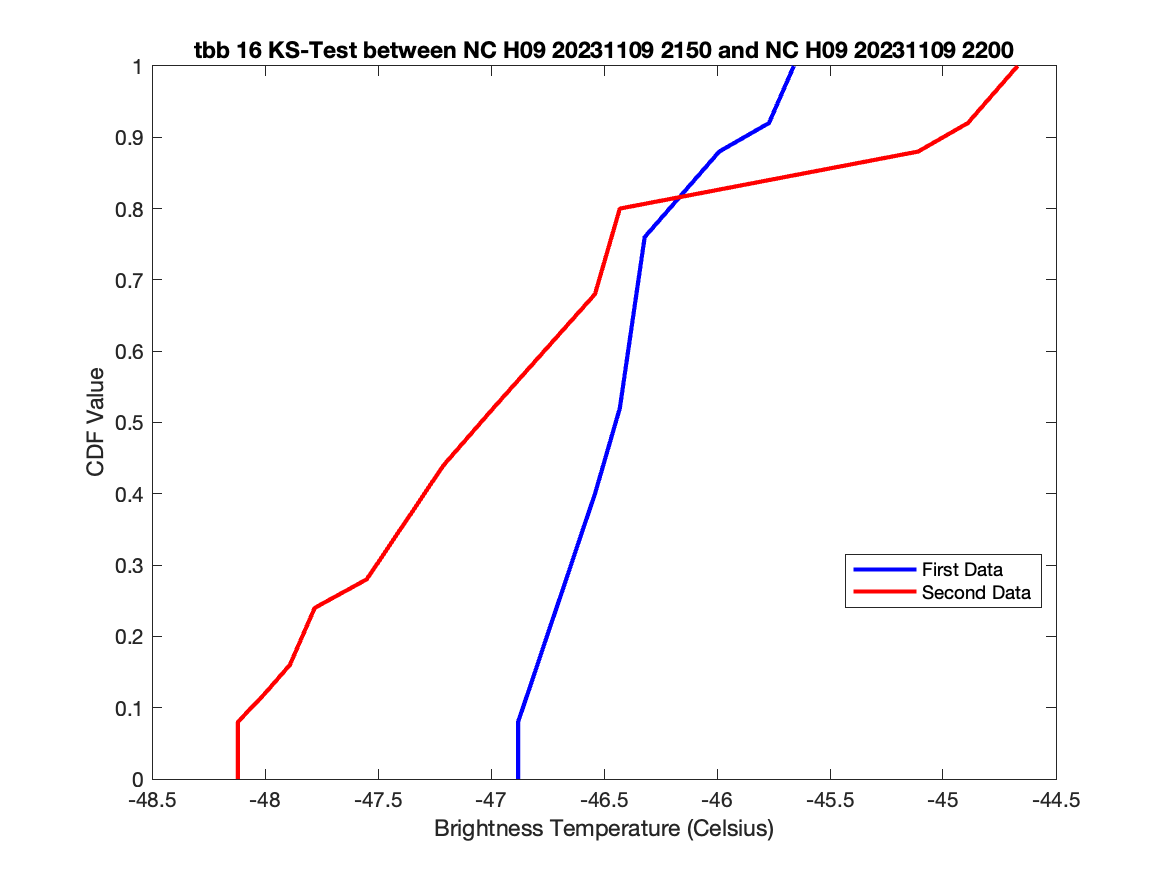 tbb 16 KS-Test between NC H09 20231109 2150 and NC H09 20231109 2200
1
0.9
0.8
0.7
0.6
0.5
0.4
0.3
0.2
0.1
0
CDF Value
First Data
Second Data
-48.5 -48 -47.5 -47 -46.5 -46 -45.5 -45 -44.5
Brightness Temperature (Celsius)